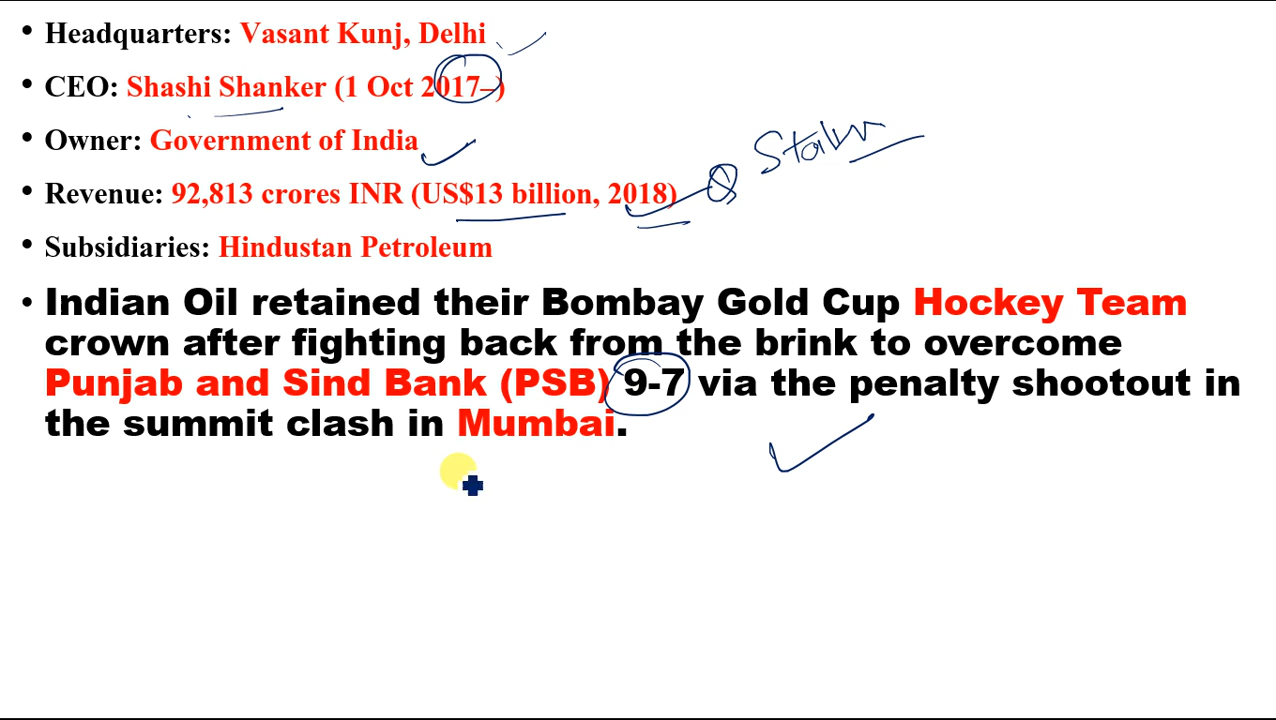 • Headquarters: Vasant Kunj, Delhi
• CEO: Shashi Shanker (1 Oct 2017–)
• Owner: Government of India
• Revenue: 92,813 crores INR (US$13 billion, 2018)
• Subsidiaries: Hindustan Petroleum
• Indian Oil retained their Bombay Gold Cup Hockey Team
crown after fighting back from the brink to overcome
Punjab and Sind Bank (PSB) 9-7 via the penalty shootout in
the summit clash in Mumbai.